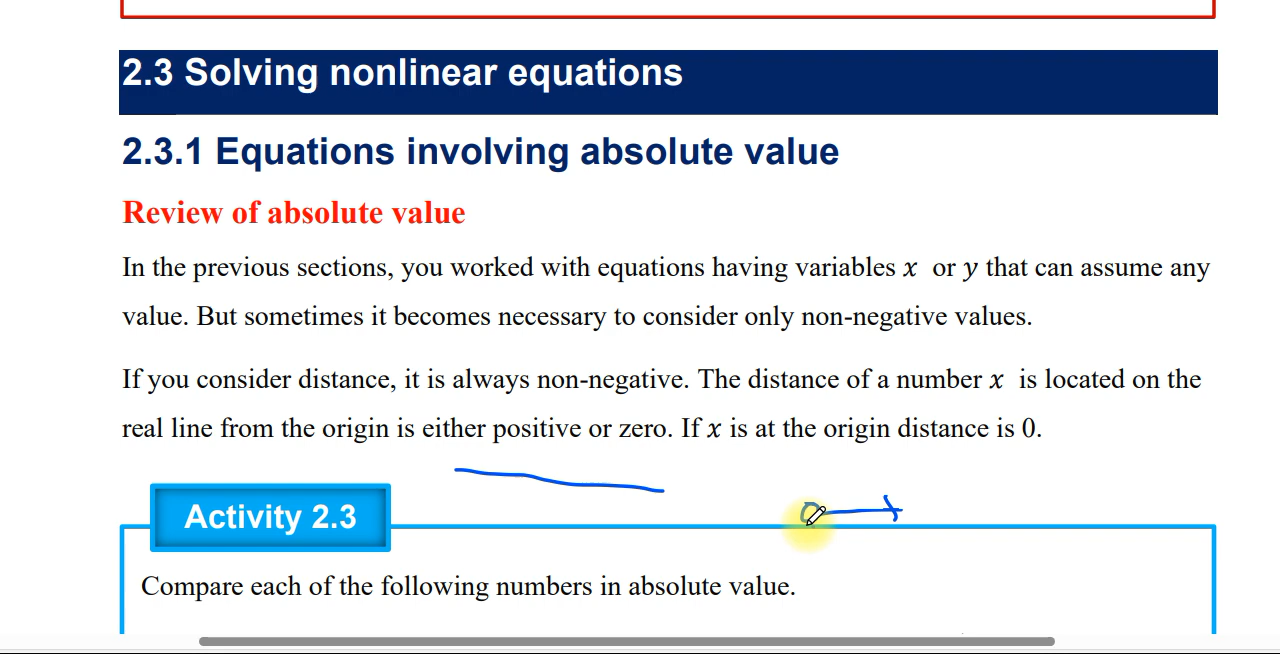 2.3 Solving nonlinear equations
2.3.1 Equations involving absolute value
Review of absolute value
In the previous sections, you worked with equations having variables x or y that can assume any
value. But sometimes it becomes necessary to consider only non-negative values.
If you consider distance, it is always non-negative. The distance of a number x is located on the
real line from the origin is either positive or zero. If x is at the origin distance is 0.
Activity 2.3
Compare each of the following numbers in absolute value.